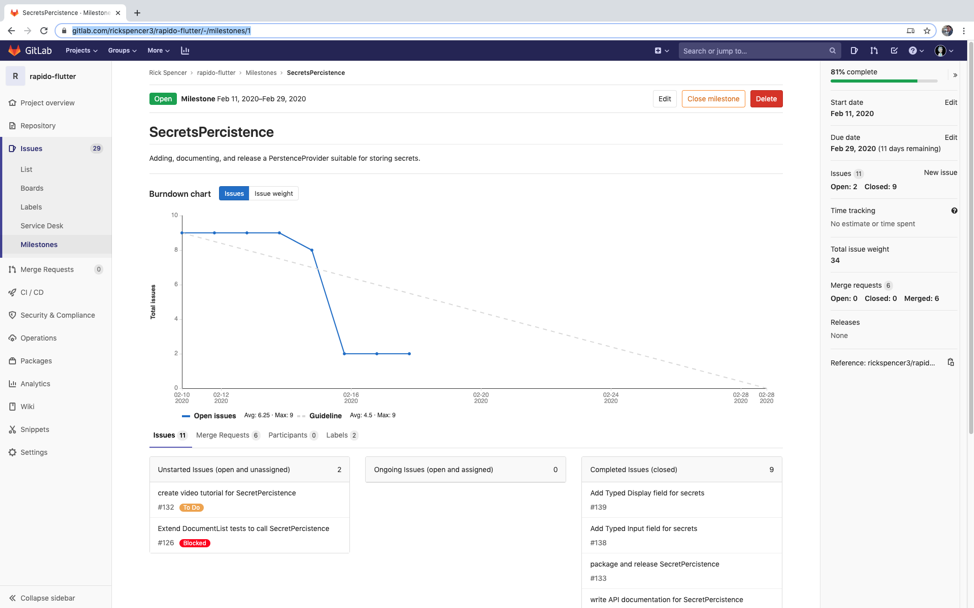 SecretsPercistence · Milestones
gitlab.com/rickspencer3/rapido-flutter/-/milestones/1
GitLab
Projects
Groups
More
Search or jump to...
R
rapido-flutter
Project overview
Repository
Issues 29
List
Boards
Labels
Service Desk
Milestones
Merge Requests 0
CI / CD
Security & Compliance
Operations
Packages
Analytics
Wiki
Snippets
Settings
Collapse sidebar
Rick Spencer › rapido-flutter › Milestones › SecretsPercistence
Open Milestone Feb 11, 2020–Feb 29, 2020
Edit
Close milestone
Delete
SecretsPercistence
Adding, documenting, and release a PerstenceProvider suitable for storing secrets.
Burndown chart
Issues
Issue weight
Total issues
10
8
6
4
2
0
02-10 2020
02-12 2020
02-16 2020
02-20 2020
02-24 2020
02-28 2020
02-28 2020
Open issues Avg: 6.25 · Max: 9
Guideline Avg: 4.5 · Max: 9
Issues 11
Merge Requests 6
Participants 0
Labels 2
Unstarted Issues (open and unassigned) 2
create video tutorial for SecretPercistence
#132 To Do
Extend DocumentList tests to call SecretPercistence
#126 Blocked
Ongoing Issues (open and assigned) 0
Completed Issues (closed) 9
Add Typed Display field for secrets
#139
Add Typed Input field for secrets
#138
package and release SecretPercistence
#133
write API documentation for SecretPercistence
81% complete
Start date Edit
Feb 11, 2020
Due date Edit
Feb 29, 2020 (11 days remaining)
Issues 11 New issue
Open: 2 Closed: 9
Time tracking
No estimate or time spent
Total issue weight
34
Merge requests 6
Open: 0 Closed: 0 Merged: 6
Releases
None
Reference: rickspencer3/rapid...